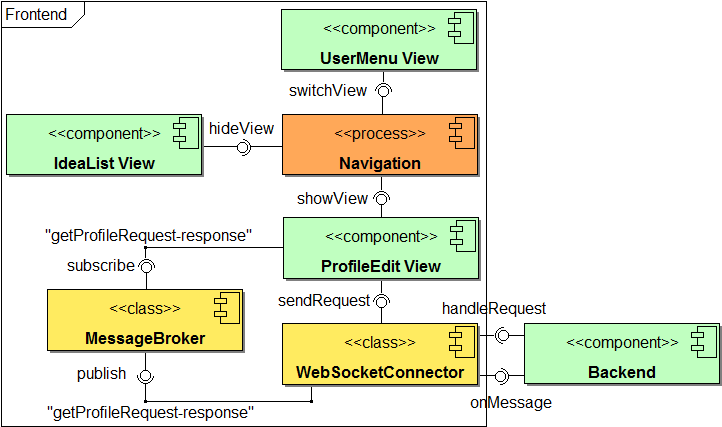 Frontend
<<component>>
UserMenu View
switchView
<<component>>
IdeaList View
hideView
<<process>>
Navigation
showView
"getProfileRequest-response"
<<component>>
ProfileEdit View
subscribe
sendRequest
<<class>>
MessageBroker
<<class>>
WebSocketConnector
handleRequest
<<component>>
Backend
publish
onMessage
"getProfileRequest-response"